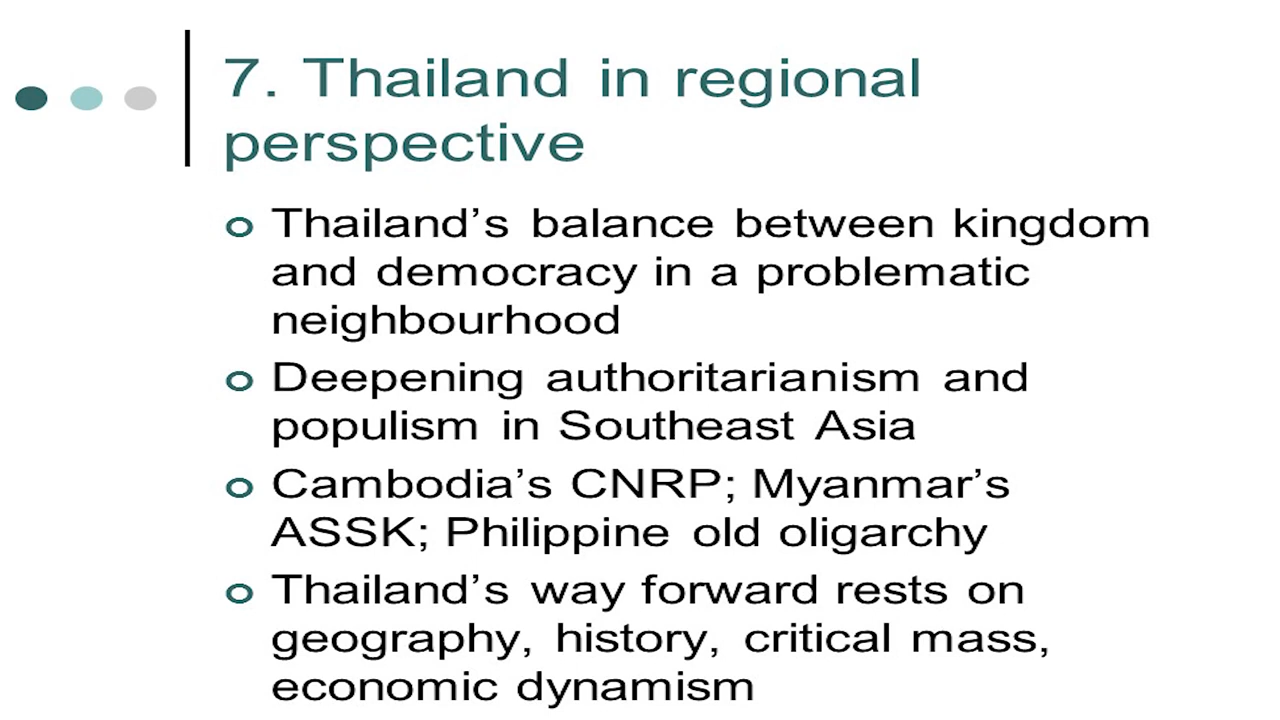 7. Thailand in regional
perspective
Thailand’s balance between kingdom
and democracy in a problematic
neighbourhood
Deepening authoritarianism and
populism in Southeast Asia
Cambodia’s CNRP; Myanmar’s
ASSK; Philippine old oligarchy
Thailand’s way forward rests on
geography, history, critical mass,
economic dynamism